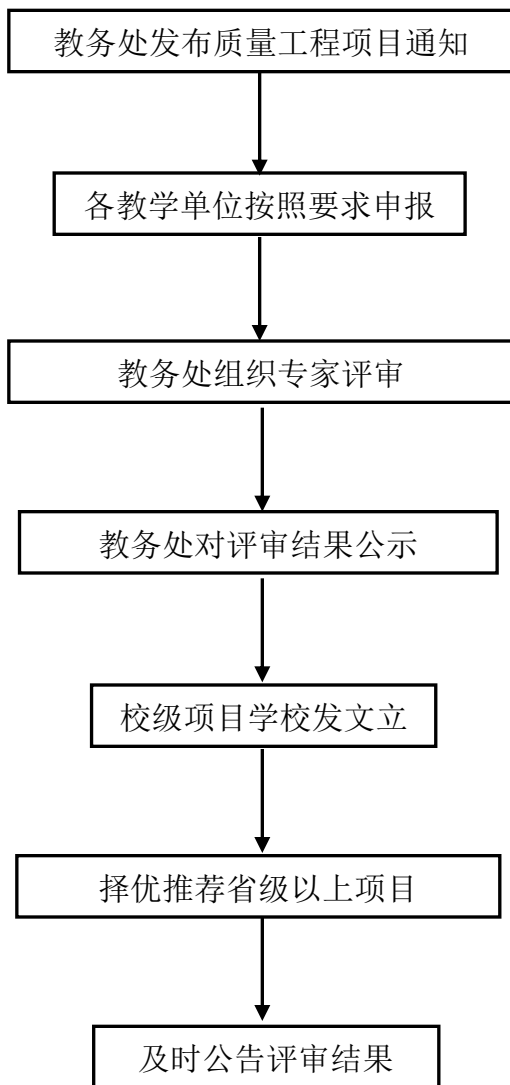 教务处发布质量工程项目通知
各教学单位按照要求申报
教务处组织专家评审
教务处对评审结果公示
校级项目学校发文立
择优推荐省级以上项目
及时公告评审结果